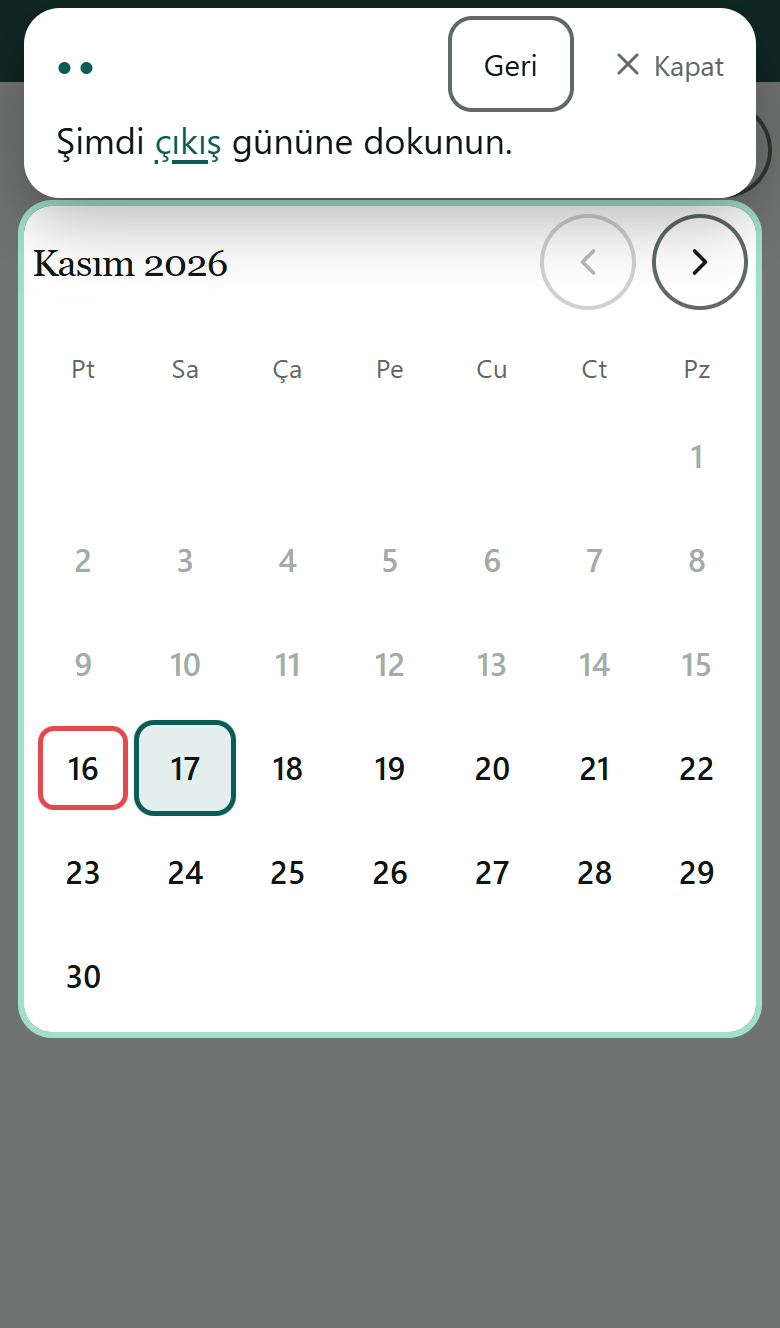 Geri
Kapat
Şimdi çıkış gününe dokunun.
Kasım 2026
Pt Sa Ça Pe Cu Ct Pz
1
2 3 4 5 6 7 8
9 10 11 12 13 14 15
16 17 18 19 20 21 22
23 24 25 26 27 28 29
30